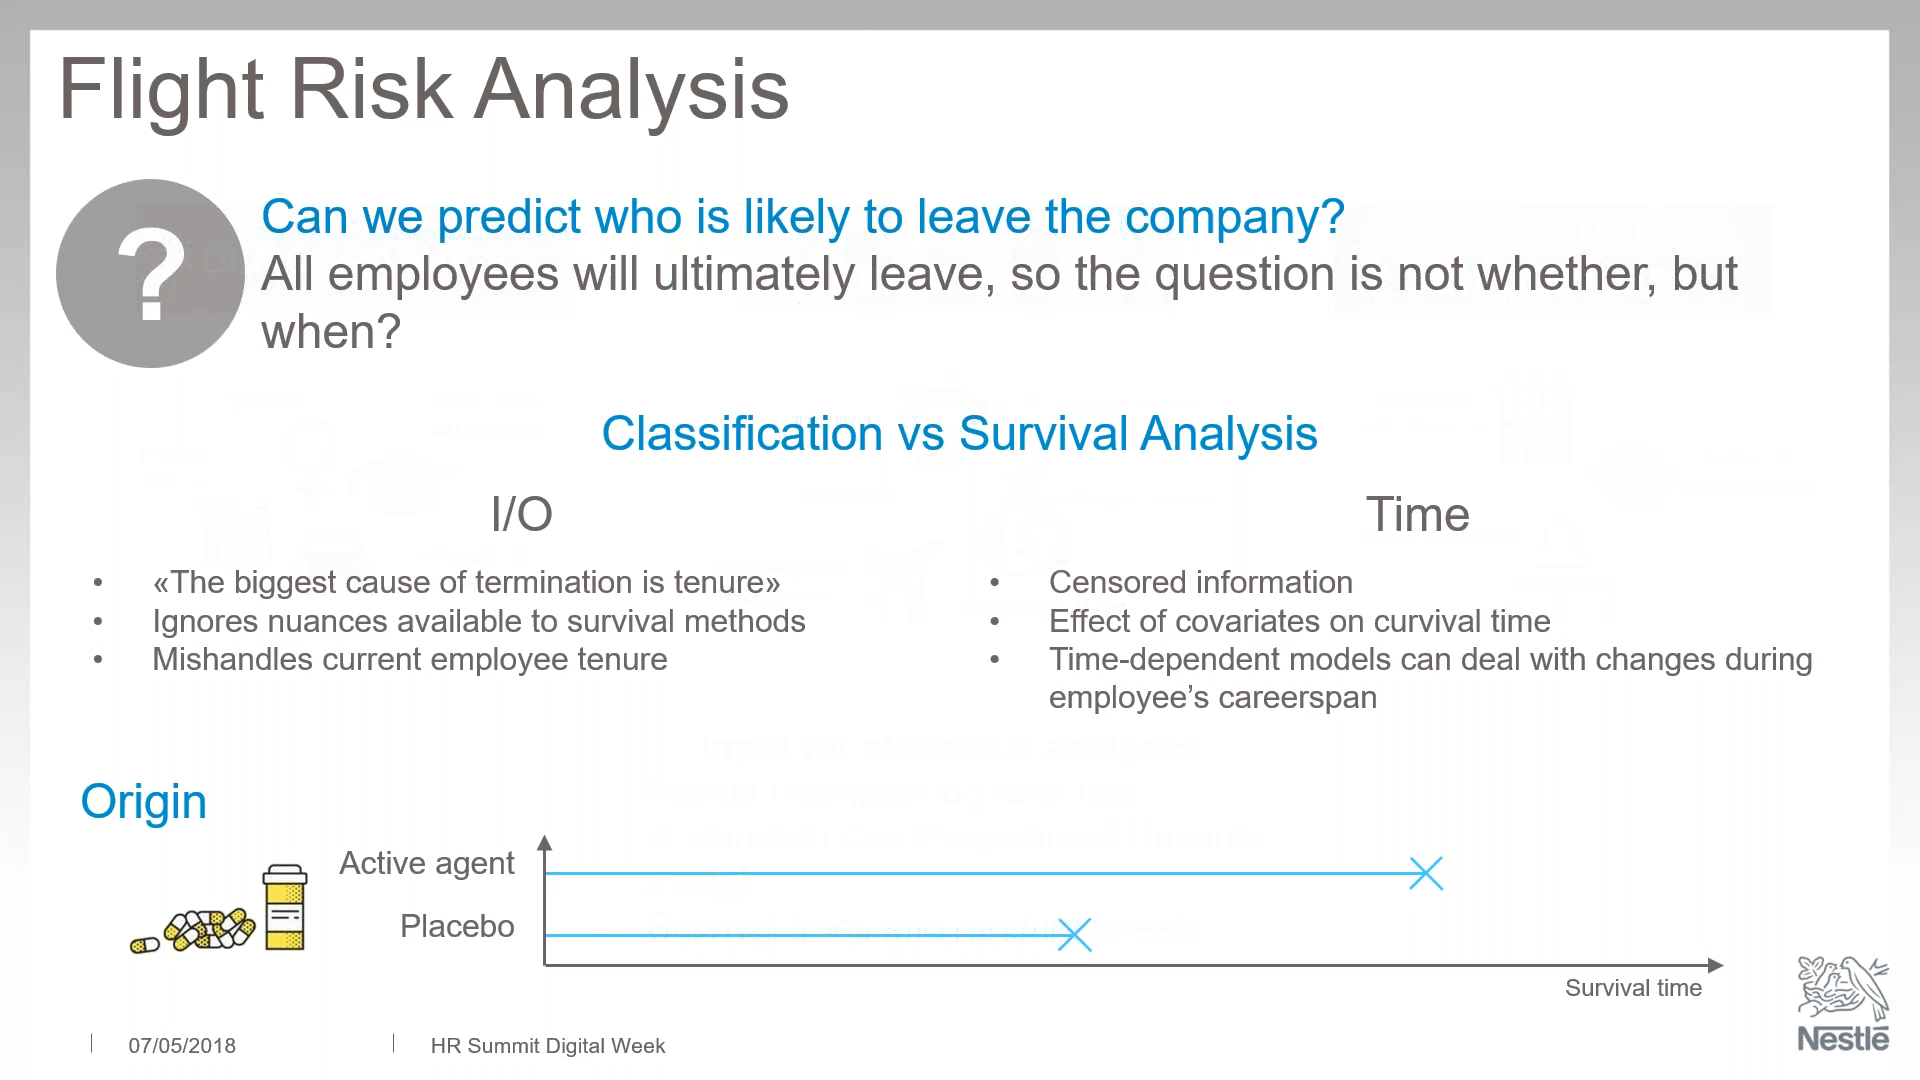 Flight Risk Analysis
?
Can we predict who is likely to leave the company?
All employees will ultimately leave, so the question is not whether, but
when?
Classification vs Survival Analysis
I/O
• «The biggest cause of termination is tenure»
• Ignores nuances available to survival methods
• Mishandles current employee tenure
Time
• Censored information
• Effect of covariates on curvival time
• Time-dependent models can deal with changes during
employee’s careerspan
Origin
Active agent
Placebo
Survival time
07/05/2018
HR Summit Digital Week
Nestlé